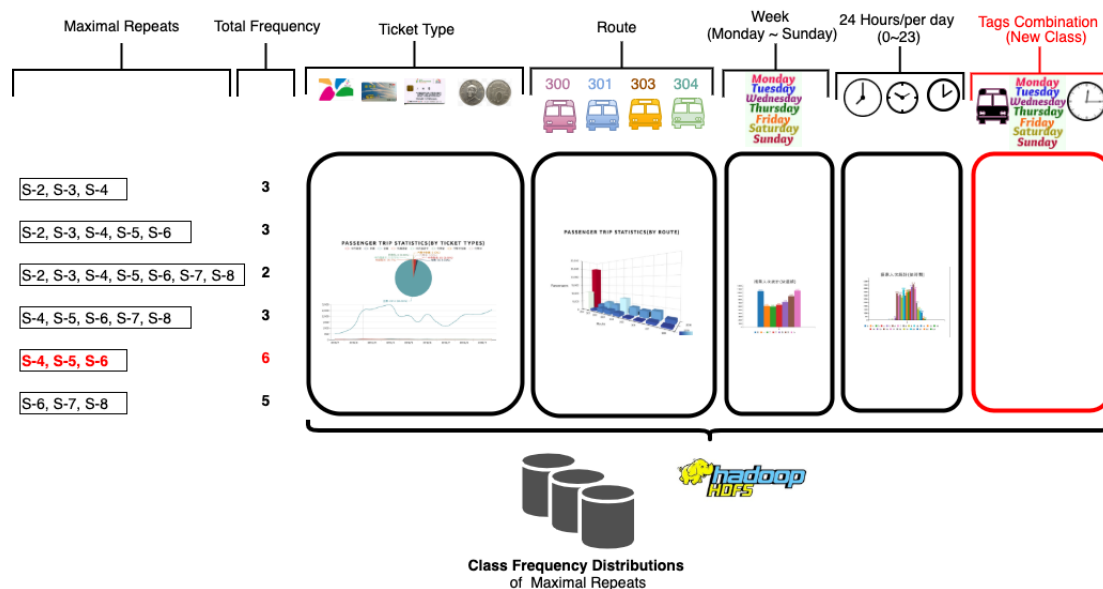 Maximal Repeats
Total Frequency
Ticket Type
Route
Week
(Monday ~ Sunday)
24 Hours/per day
(0~23)
Tags Combination
(New Class)
300 301 303 304
Monday
Tuesday
Wednesday
Thursday
Friday
Saturday
Sunday
Monday
Tuesday
Wednesday
Thursday
Friday
Saturday
Sunday
S-2, S-3, S-4
3
S-2, S-3, S-4, S-5, S-6
3
S-2, S-3, S-4, S-5, S-6, S-7, S-8
2
S-4, S-5, S-6, S-7, S-8
3
S-4, S-5, S-6
6
S-6, S-7, S-8
5
PASSENGER TRIP STATISTICS(BY TICKET TYPES)
PASSENGER TRIP STATISTICS(BY ROUTE)
Passengers
hadoop
HDFS
Class Frequency Distributions
of Maximal Repeats